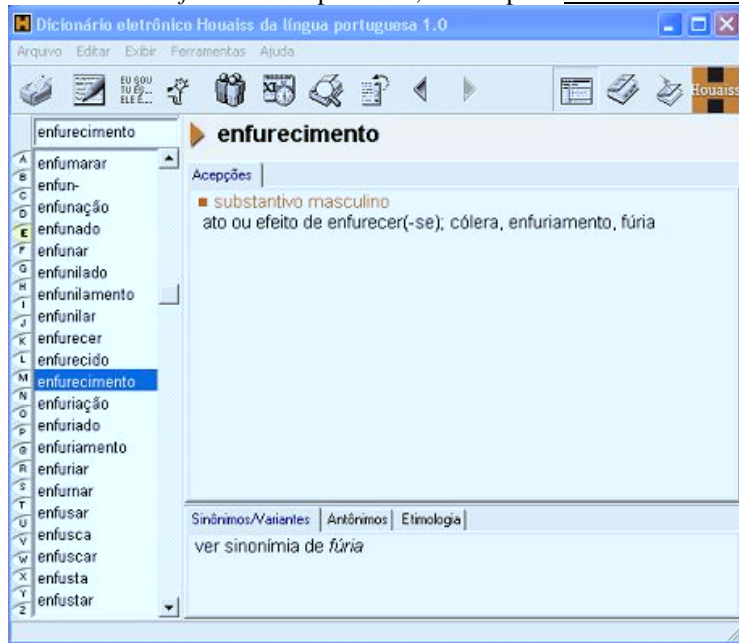 Dicionário eletrônico Houaiss da língua portuguesa 1.0
Arquivo Editar Exibir Ferramentas Ajuda
EU SOU
TU ÉS...
ELE É...
Houaiss
enfurecimento
enfurecimento
A
B
C
D
E
F
G
H
I
J
K
L
M
N
O
P
Q
R
S
T
U
V
W
X
Y
Z
enfumarar
enfun-
enfunação
enfunado
enfunar
enfunilado
enfunilamento
enfunilar
enfurecer
enfurecido
enfurecimento
enfuriação
enfuriado
enfuriamento
enfuriar
enfurnar
enfusar
enfusca
enfuscar
enfusta
enfustar
Acepções
substantivo masculino
ato ou efeito de enfurecer(-se); cólera, enfuriamento, fúria
Sinônimos/Variantes Antônimos Etimologia
ver sinonímia de fúria